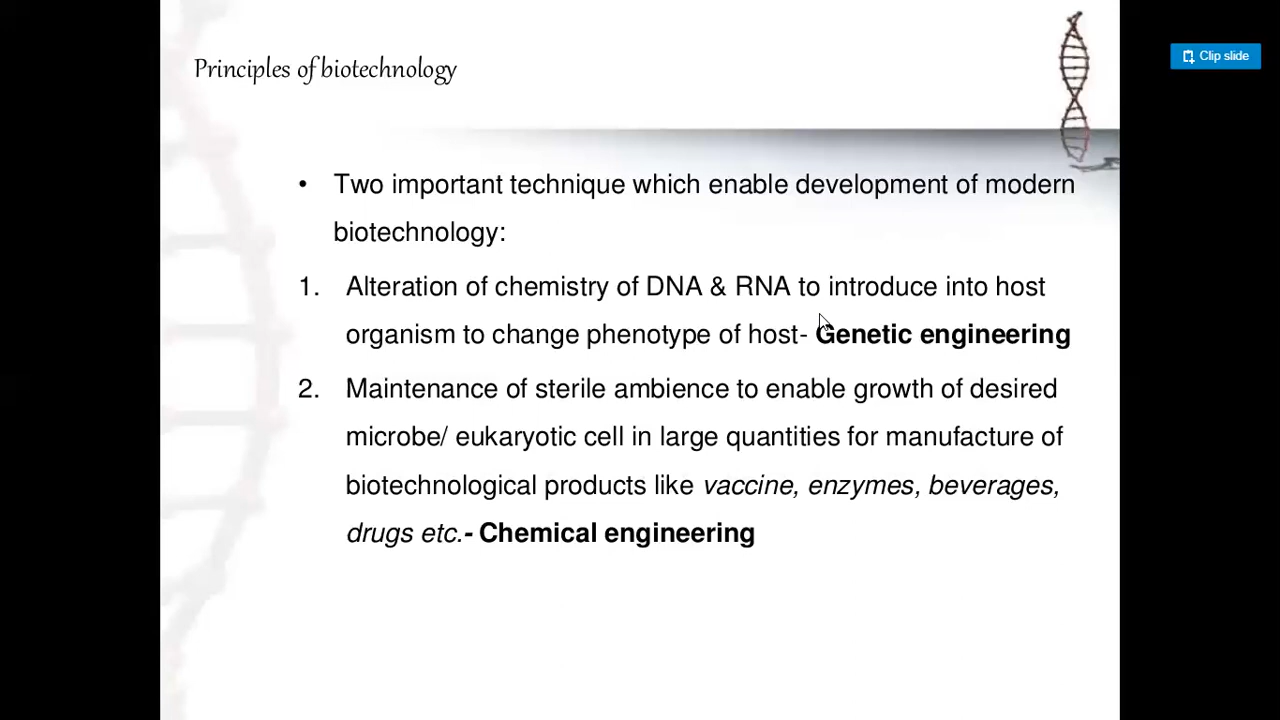 Principles of biotechnology
Clip slide
• Two important technique which enable development of modern
biotechnology:
1. Alteration of chemistry of DNA & RNA to introduce into host
organism to change phenotype of host- Genetic engineering
2. Maintenance of sterile ambience to enable growth of desired
microbe/ eukaryotic cell in large quantities for manufacture of
biotechnological products like vaccine, enzymes, beverages,
drugs etc.- Chemical engineering